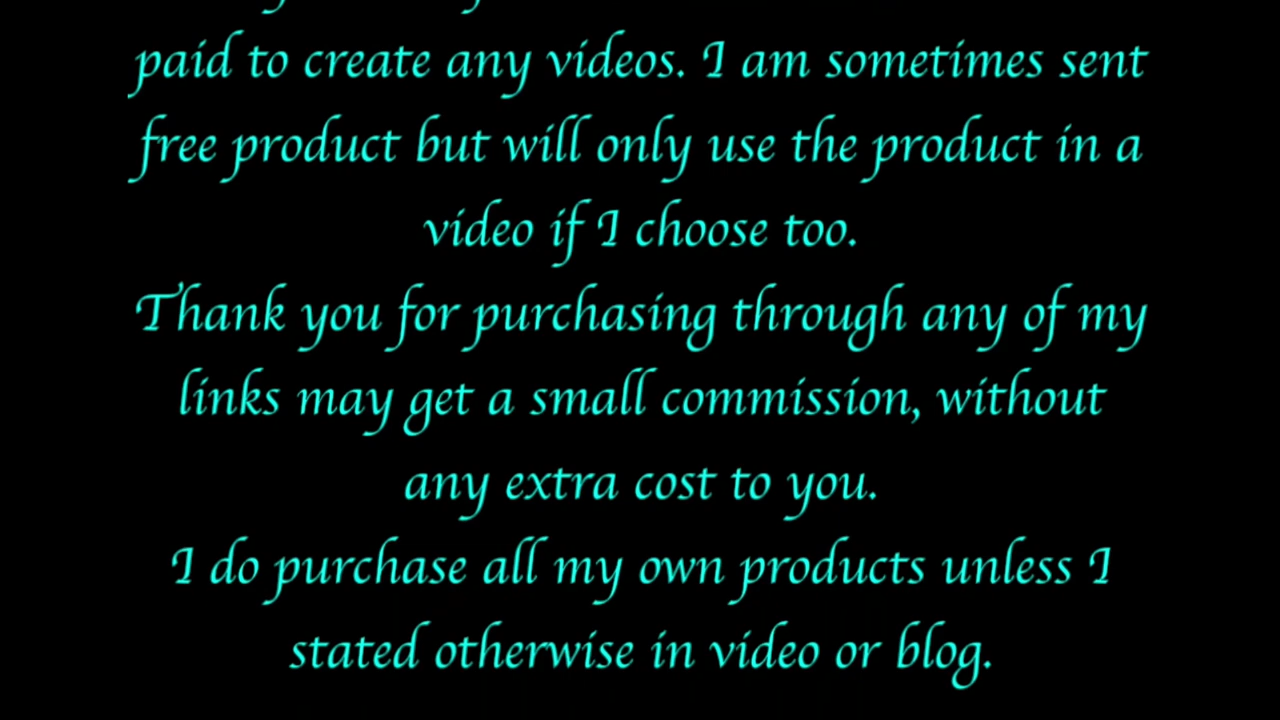 paid to create any videos. I am sometimes sent
free product but will only use the product in a
video if I choose too.
Thank you for purchasing through any of my
links may get a small commission, without
any extra cost to you.
I do purchase all my own products unless I
stated otherwise in video or blog.